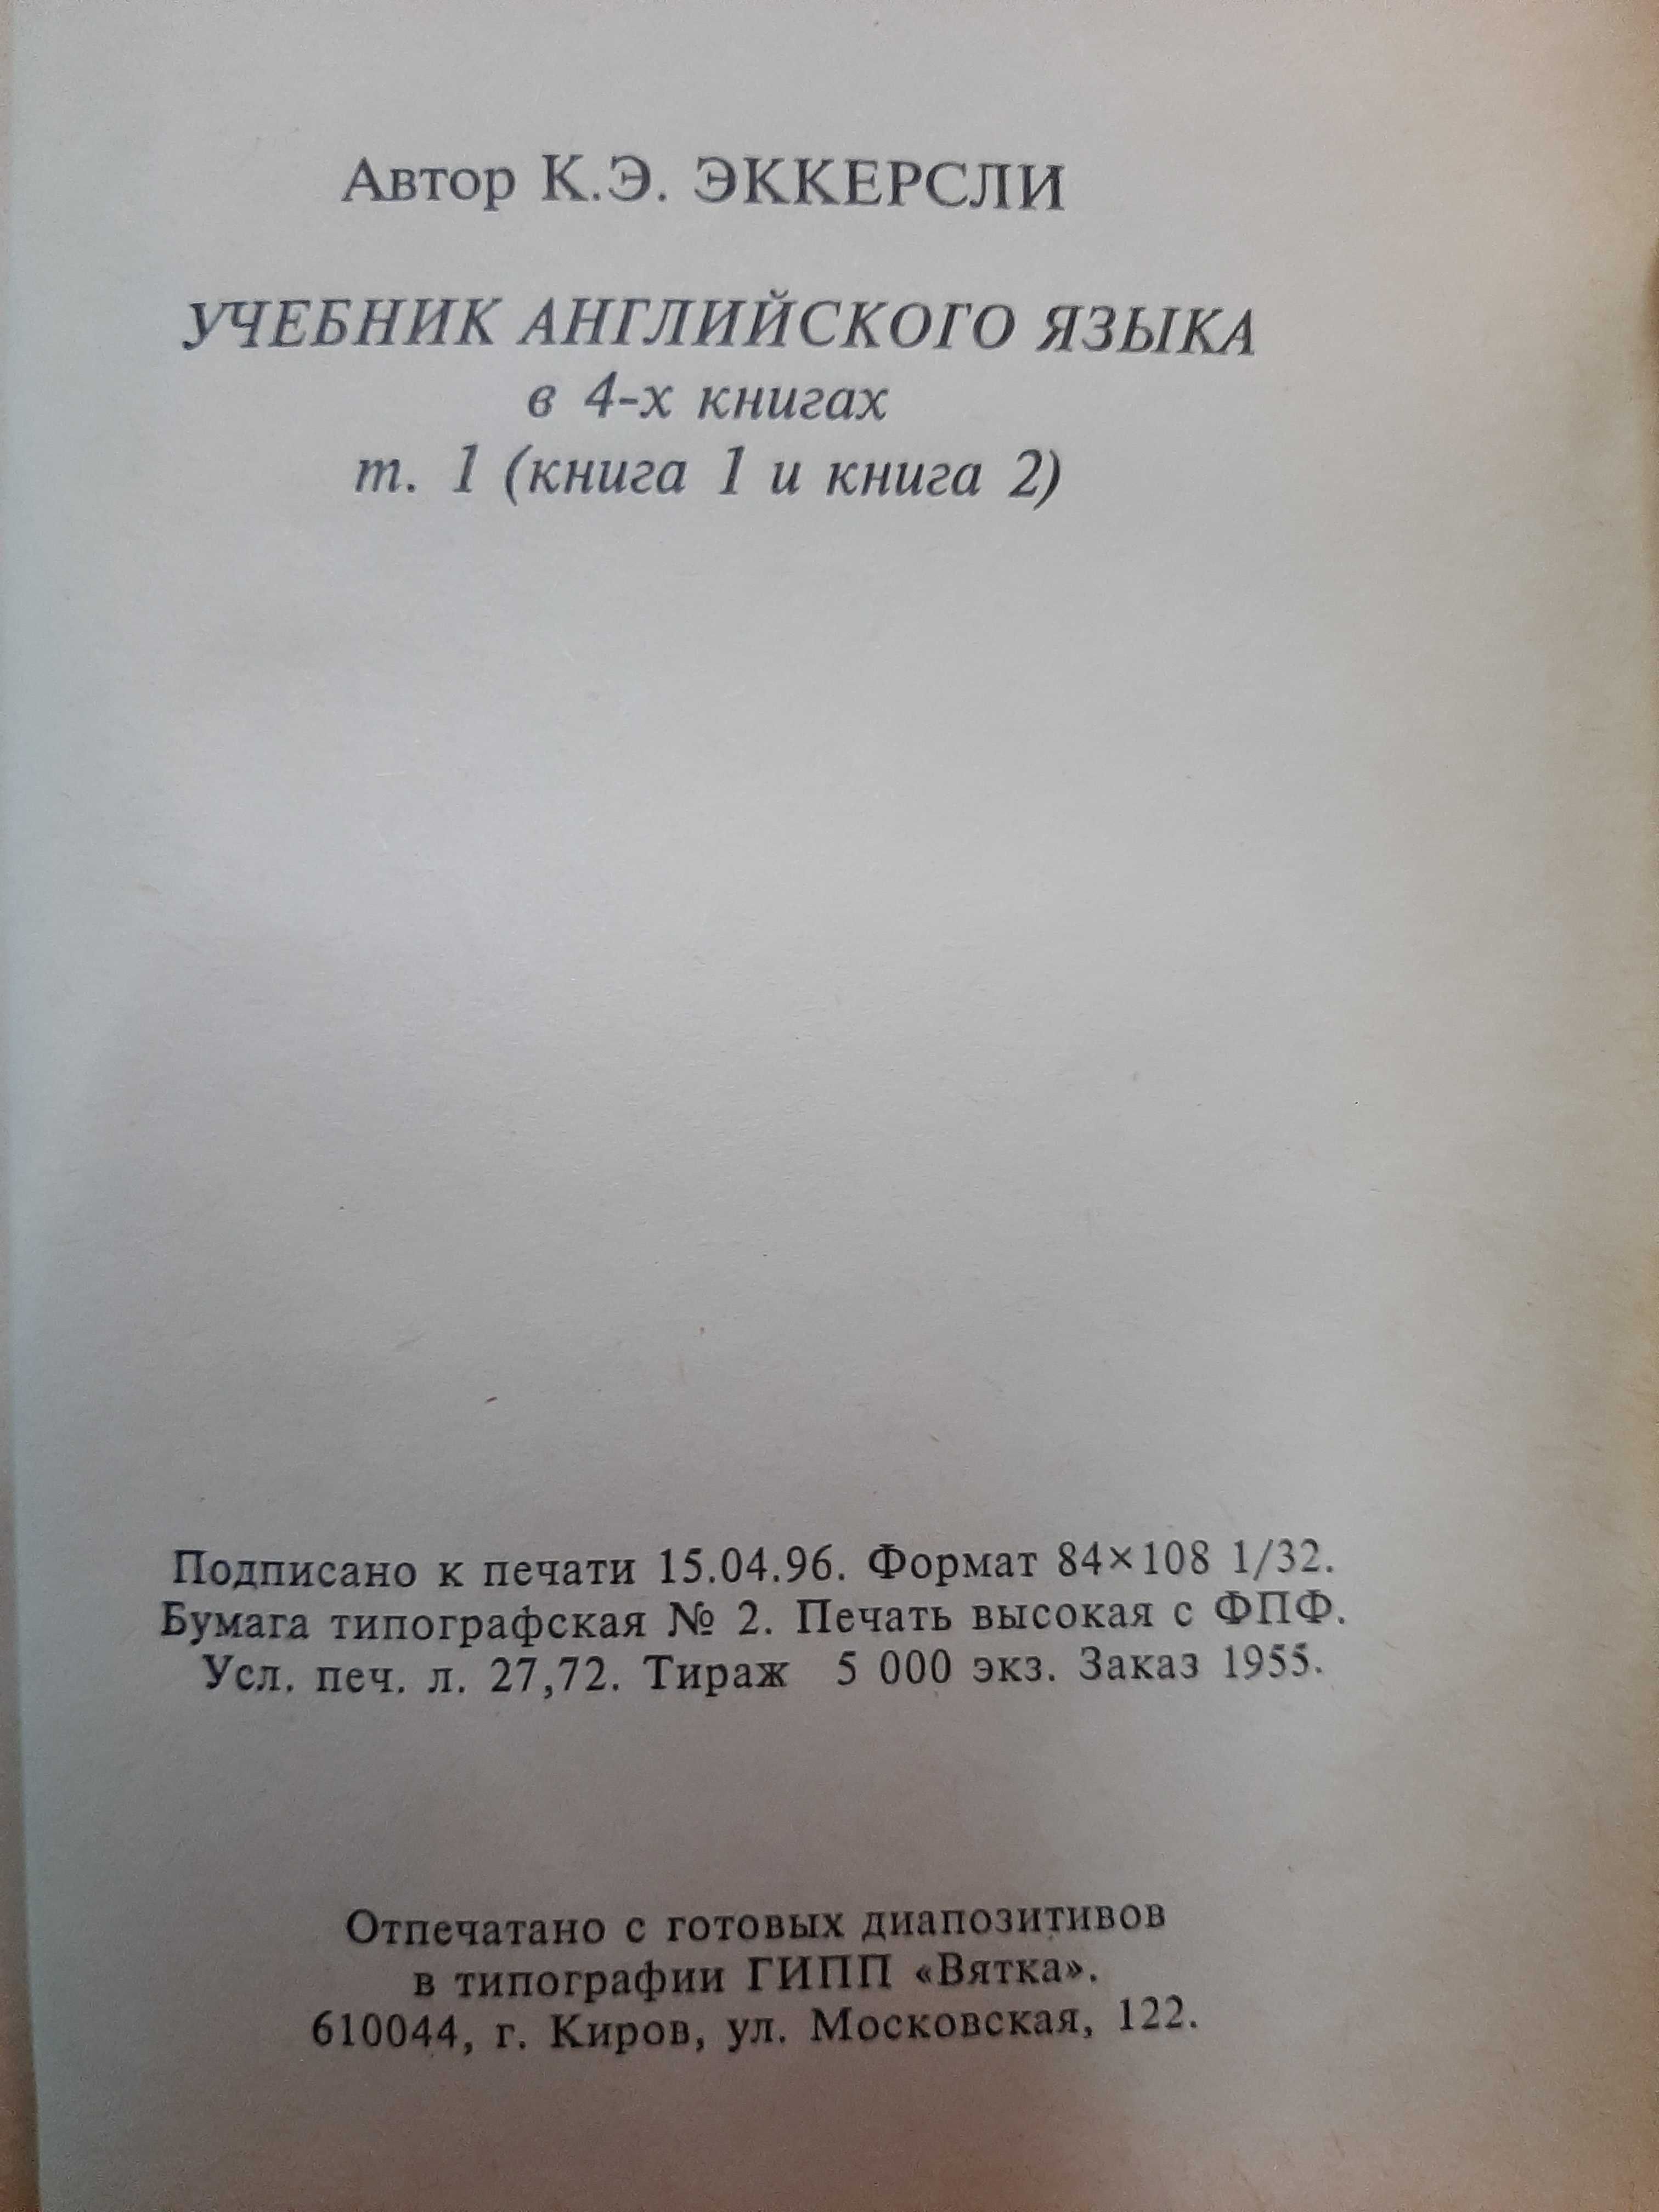 Автор К.Э. ЭККЕРСЛИ
УЧЕБНИК АНГЛИЙСКОГО ЯЗЫКА
в 4-х книгах
т. 1 (книга 1 и книга 2)
Подписано к печати 15.04.96. Формат 84×108 1/32.
Бумага типографская № 2. Печать высокая с ФПФ.
Усл. печ. л. 27,72. Тираж 5 000 экз. Заказ 1955.
Отпечатано с готовых диапозитивов
в типографии ГИПП «Вятка».
610044, г. Киров, ул. Московская, 122.